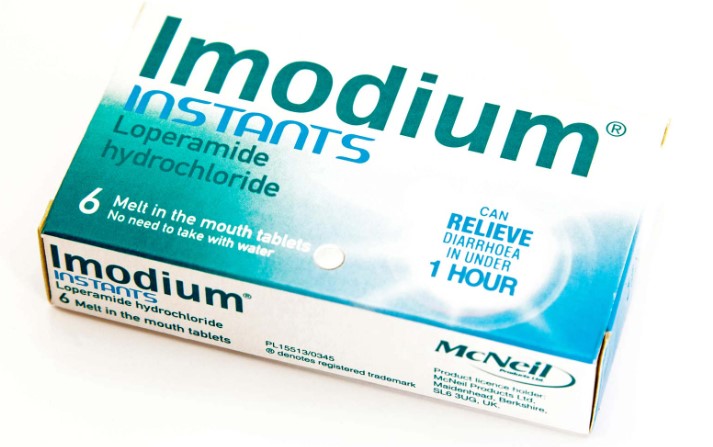 Imodium®
INSTANTS
Loperamide
hydrochloride
6 Melt in the mouth tablets
No need to take with water
CAN
RELIEVE
DIARRHOEA
IN UNDER
1 HOUR
Imodium®
INSTANTS
Loperamide hydrochloride
6 Melt in the mouth tablets
PL15513/0345
® denotes registered trademark
McNeil
Products Ltd
Product licence holder
McNeil Products Ltd,
Maidenhead, Berkshire,
SL6 3UG, UK.